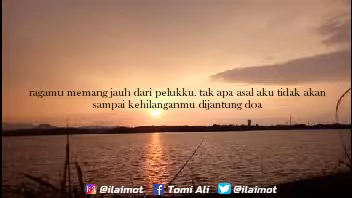 ragamu memang jauh dari pelukku. tak apa asal aku tidak akan
sampai kehilanganmu dijantung doa
@ilaimot Tomi Ali @ilaimot